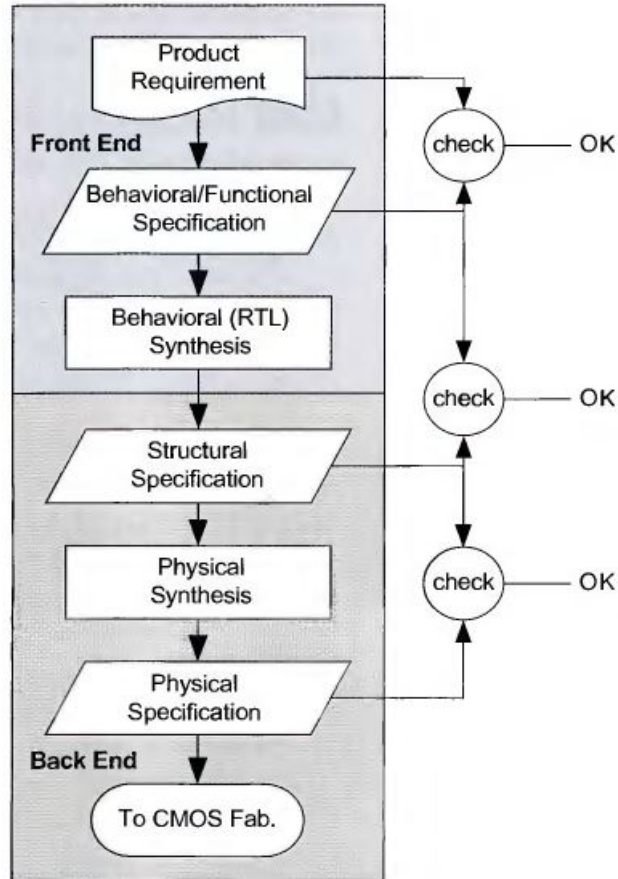 Product
Requirement
Front End
check
OK
Behavioral/Functional
Specification
Behavioral (RTL)
Synthesis
check
OK
Structural
Specification
Physical
Synthesis
check
OK
Physical
Specification
Back End
To CMOS Fab.